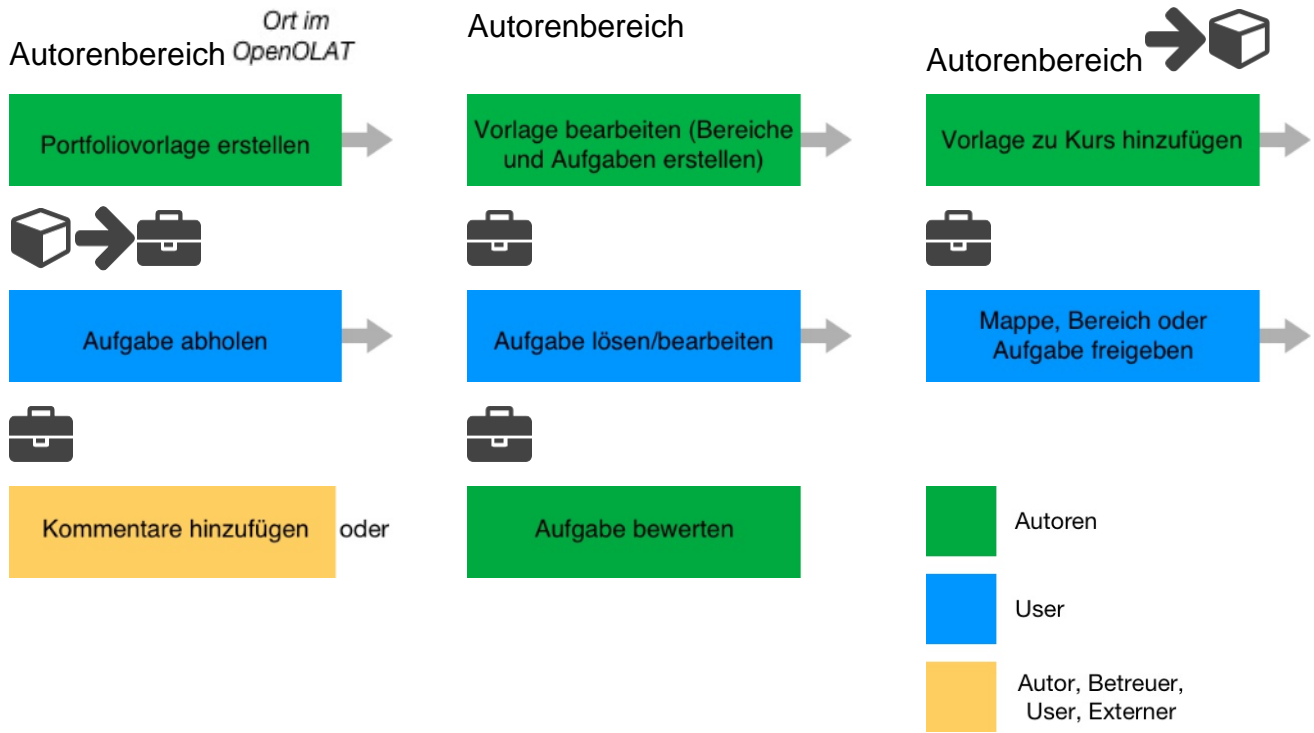 Ort im
Autorenbereich OpenOLAT
Autorenbereich
Autorenbereich
Portfoliovorlage erstellen
Vorlage bearbeiten (Bereiche
und Aufgaben erstellen)
Vorlage zu Kurs hinzufügen
Aufgabe abholen
Aufgabe lösen/bearbeiten
Mappe, Bereich oder
Aufgabe freigeben
Kommentare hinzufügen oder
Aufgabe bewerten
Autoren
User
Autor, Betreuer,
User, Externer